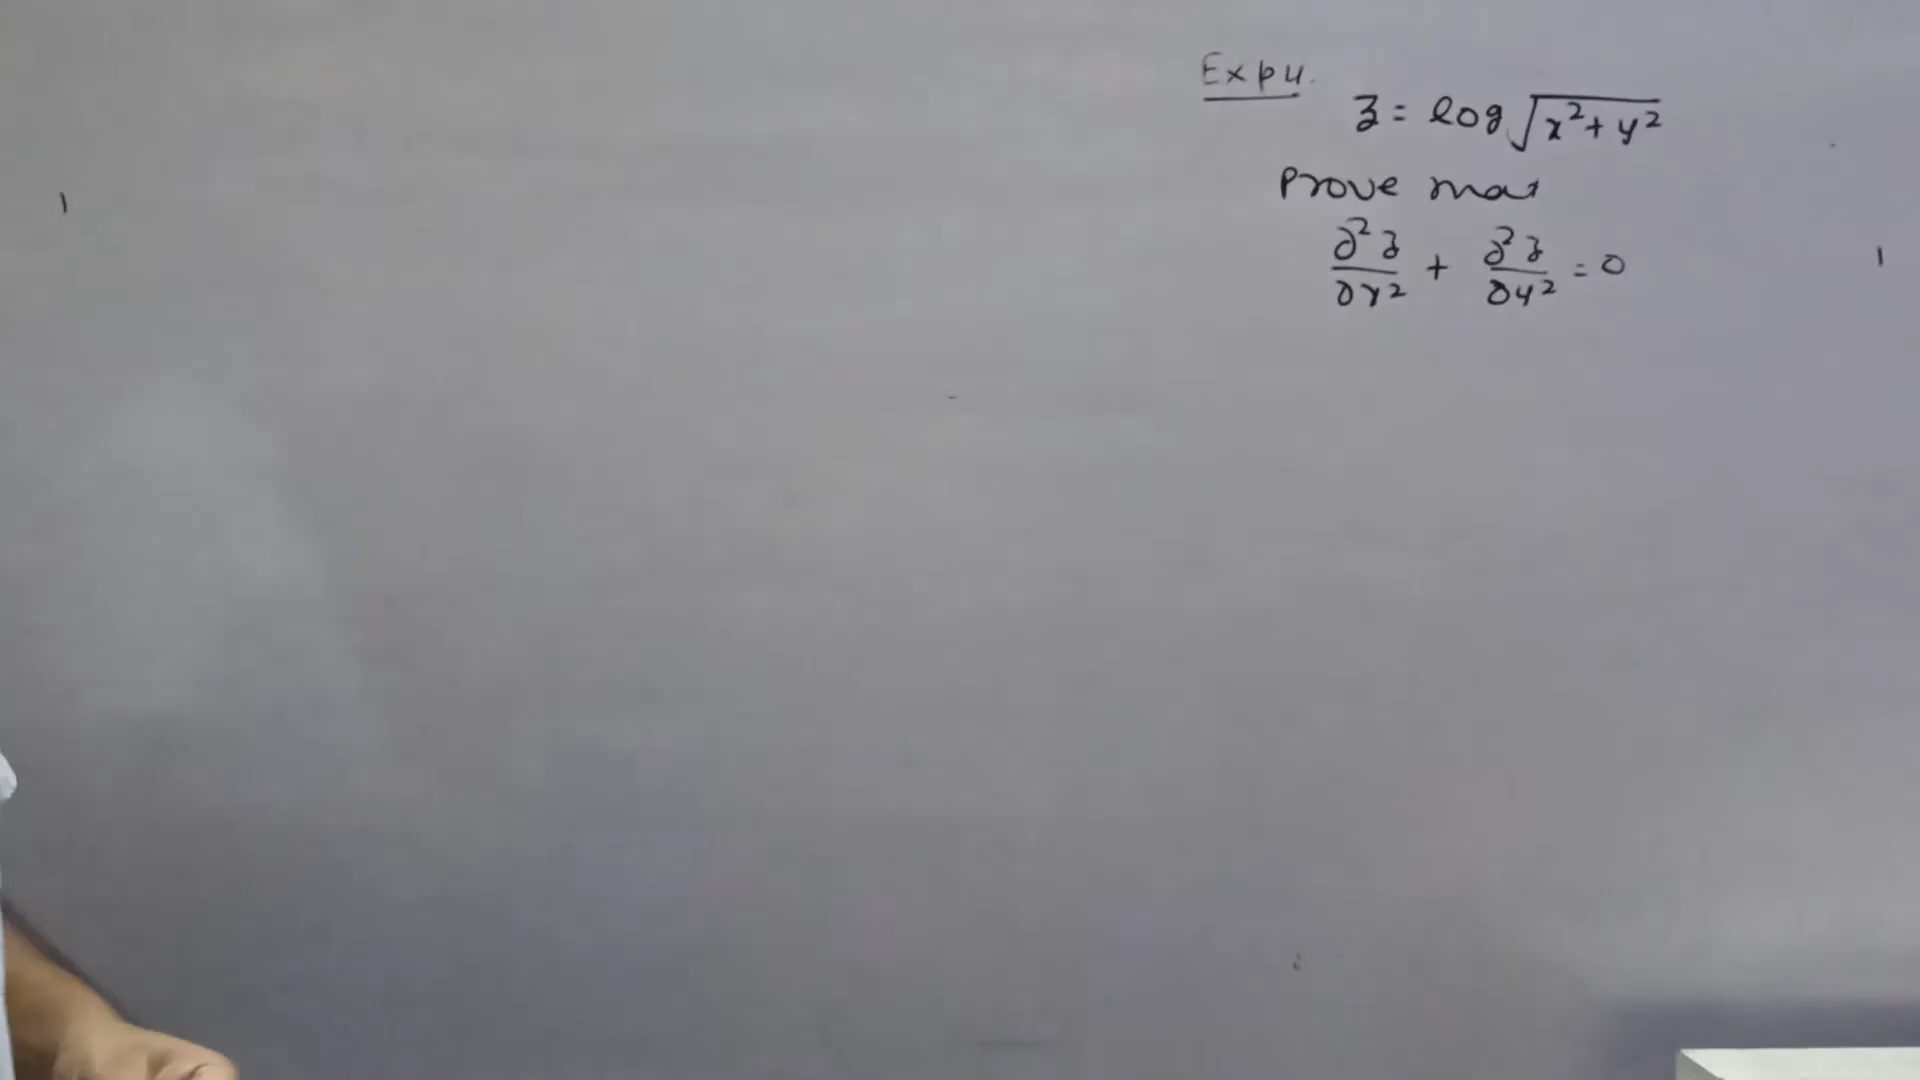 Exp 4.
z = log √x²+y²
Prove that
∂²z/∂x² + ∂²z/∂y² = 0